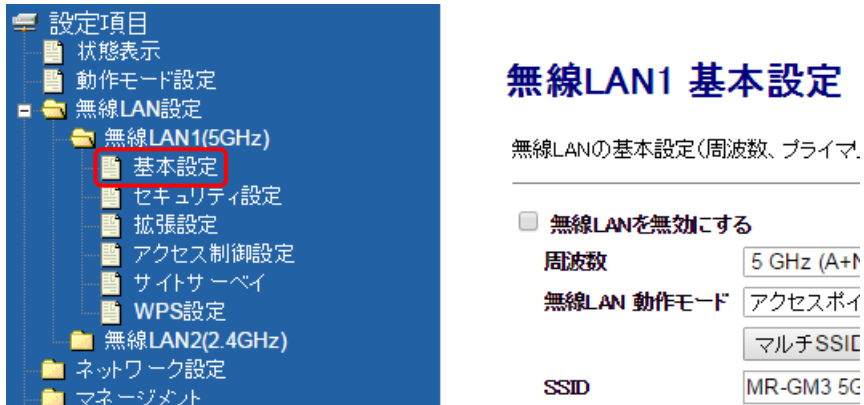 設定項目
状態表示
動作モード設定
無線LAN設定
無線LAN1(5GHz)
基本設定
セキュリティ設定
拡張設定
アクセス制御設定
サイトサーベイ
WPS設定
無線LAN2(2.4GHz)
ネットワーク設定
マネージメント
無線LAN1 基本設定
無線LANの基本設定(周波数、プライマ
無線LANを無効にする
周波数 5 GHz (A+N
無線LAN 動作モード アクセスポイ
マルチSSID
SSID MR-GM3 5G